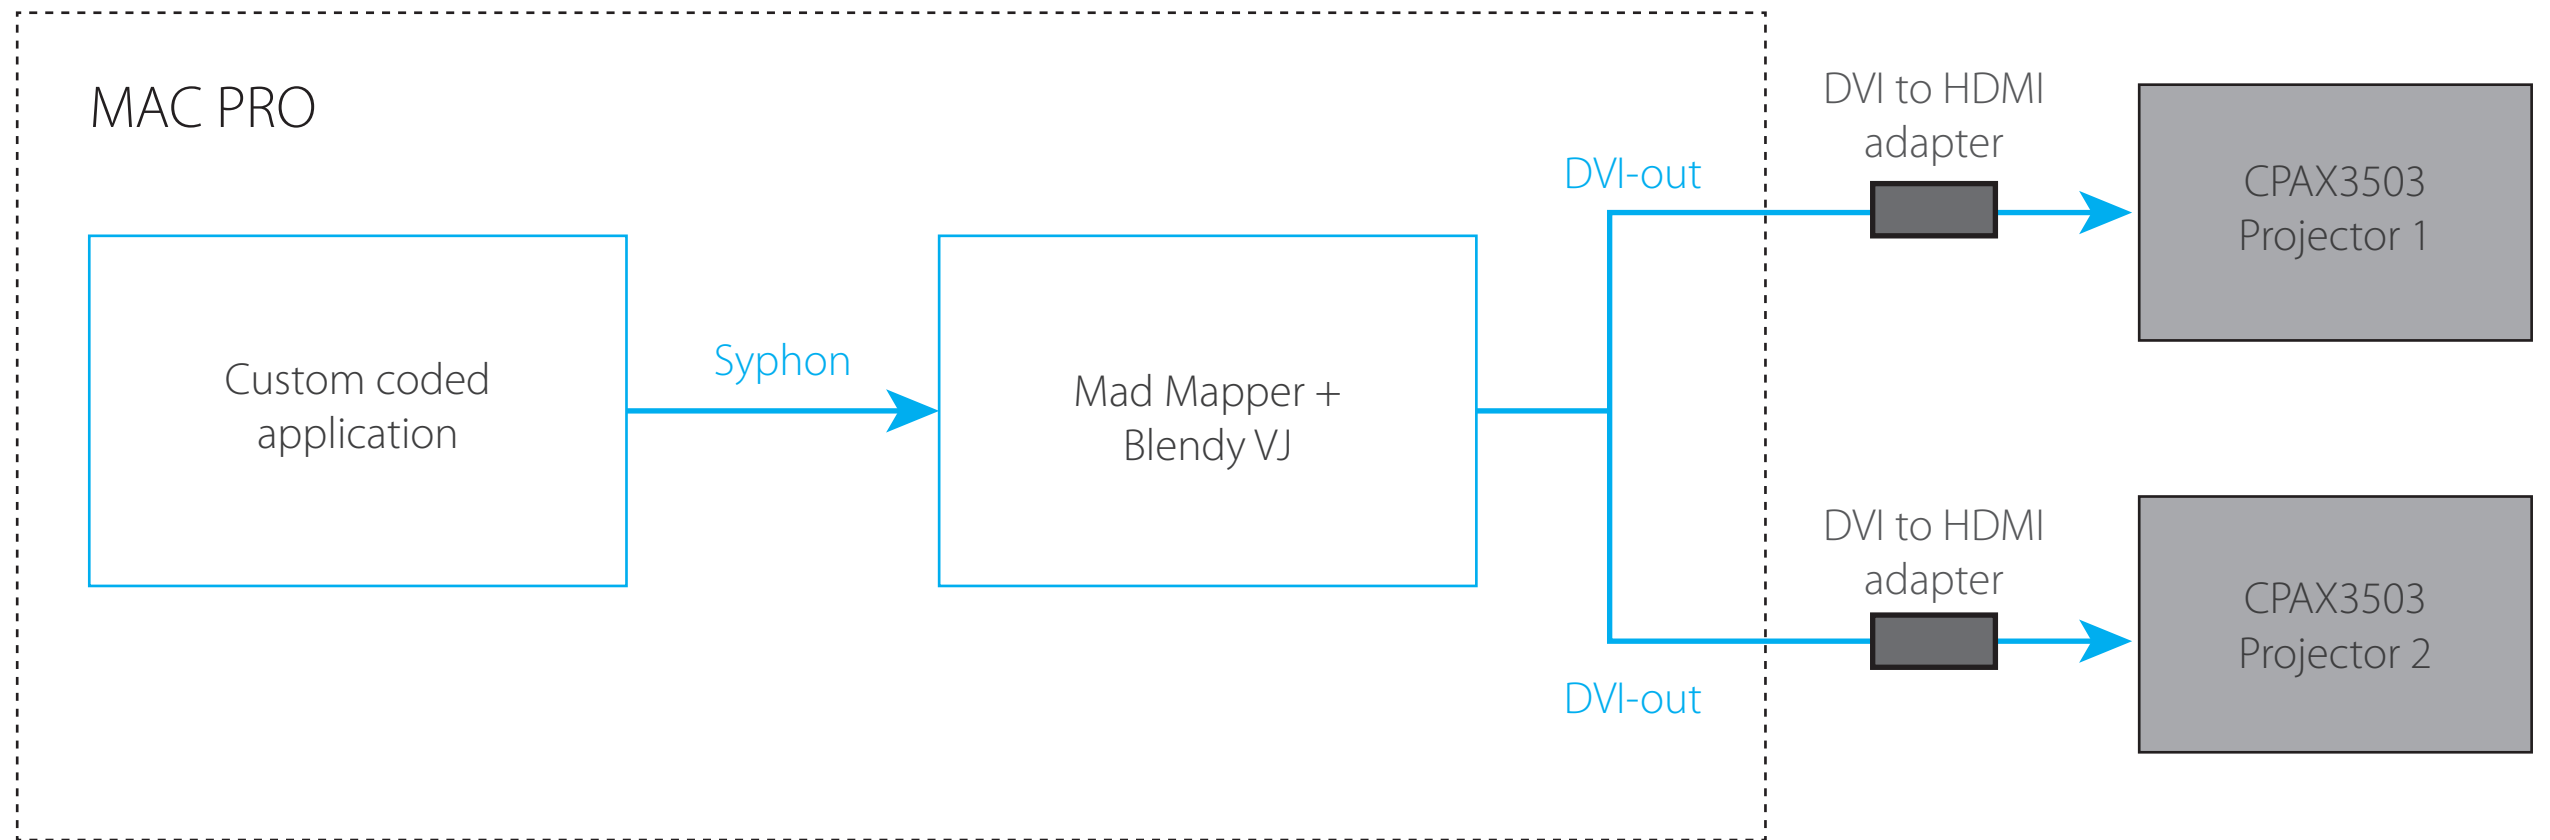 MAC PRO
Custom coded
application
Syphon
Mad Mapper +
Blendy VJ
DVI-out
DVI to HDMI
adapter
CPAX3503
Projector 1
DVI-out
DVI to HDMI
adapter
CPAX3503
Projector 2